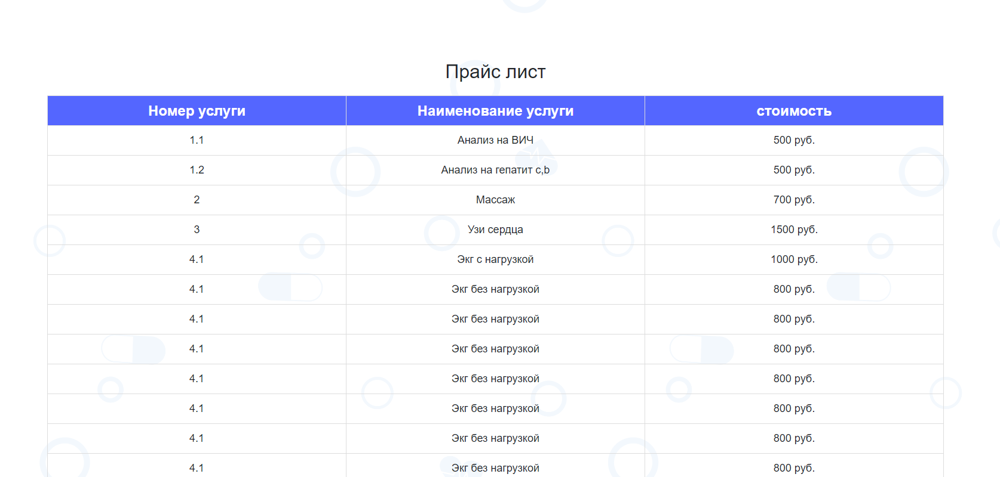 Прайс лист
Номер услуги Наименование услуги стоимость
1.1 Анализ на ВИЧ 500 руб.
1.2 Анализ на гепатит c,b 500 руб.
2 Массаж 700 руб.
3 Узи сердца 1500 руб.
4.1 Экг с нагрузкой 1000 руб.
4.1 Экг без нагрузкой 800 руб.
4.1 Экг без нагрузкой 800 руб.
4.1 Экг без нагрузкой 800 руб.
4.1 Экг без нагрузкой 800 руб.
4.1 Экг без нагрузкой 800 руб.
4.1 Экг без нагрузкой 800 руб.
4.1 Экг без нагрузкой 800 руб.